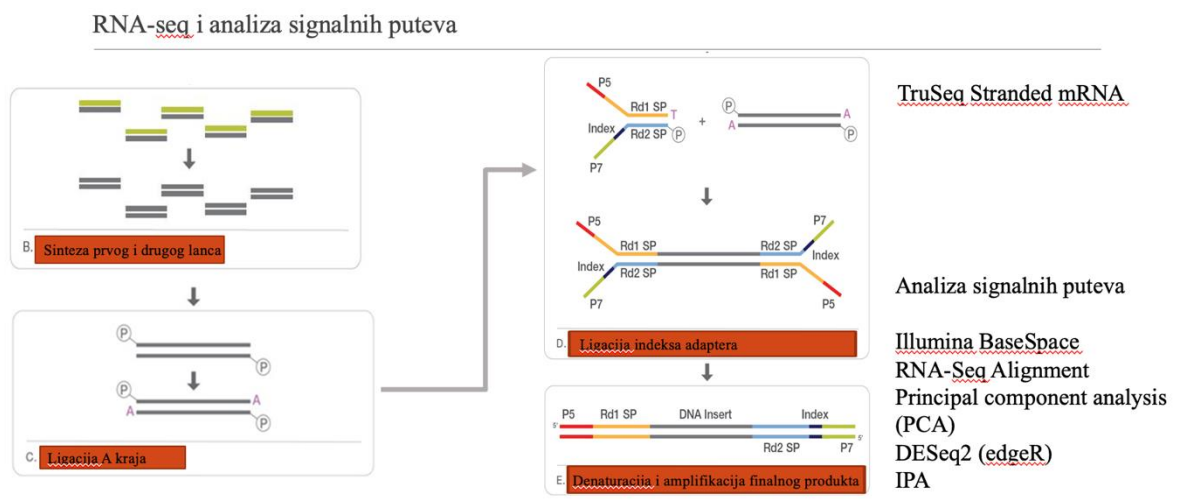 RNA-seq i analiza signalnih puteva
B. Sinteza prvog i drugog lanca
P
P
P
A
A
P
C. Ligacija A kraja
P5
Rd1 SP T
Index
Rd2 SP P
P7
+
P
A
A
P
P5
P7
Rd1 SP
Rd2 SP
Index
Index
Rd2 SP
Rd1 SP
P7
P5
D. Ligacija indeksa adaptera
P5 Rd1 SP DNA Insert Index
5'
5'
Rd2 SP P7
E. Denaturacija i amplifikacija finalnog produkta
TruSeq Stranded mRNA
Analiza signalnih puteva
Illumina BaseSpace
RNA-Seq Alignment
Principal component analysis
(PCA)
DESeq2 (edgeR)
IPA